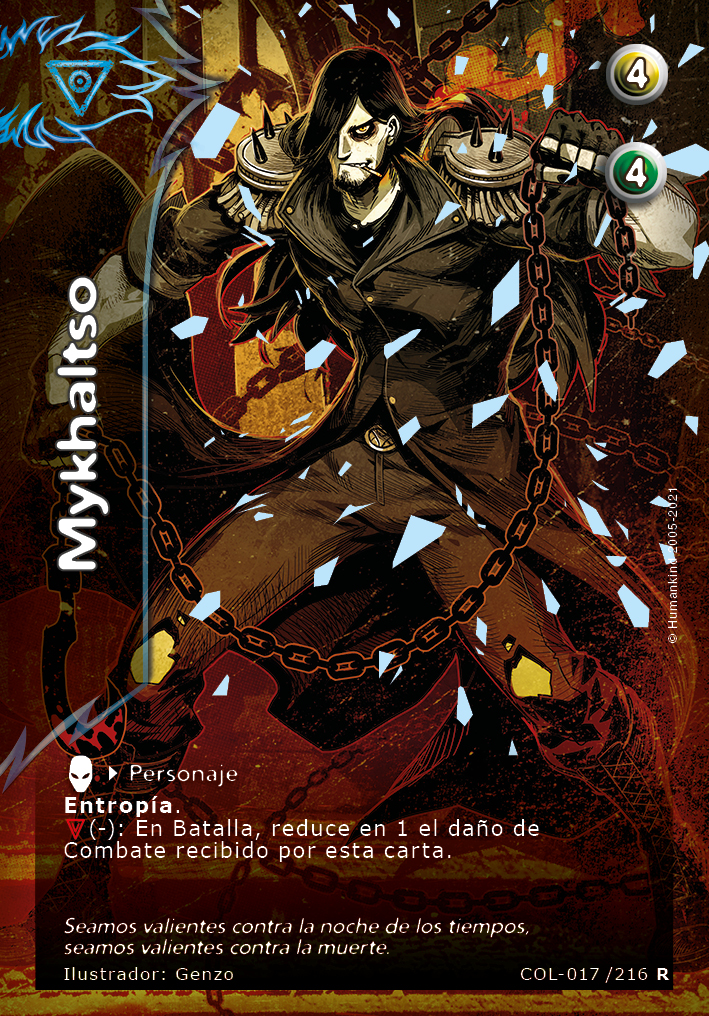 4
4
Mykhaltso
© Humankind 2005-2021
Personaje
Entropía.
(-): En Batalla, reduce en 1 el daño de
Combate recibido por esta carta.
Seamos valientes contra la noche de los tiempos,
seamos valientes contra la muerte.
Ilustrador: Genzo COL-017/216 R